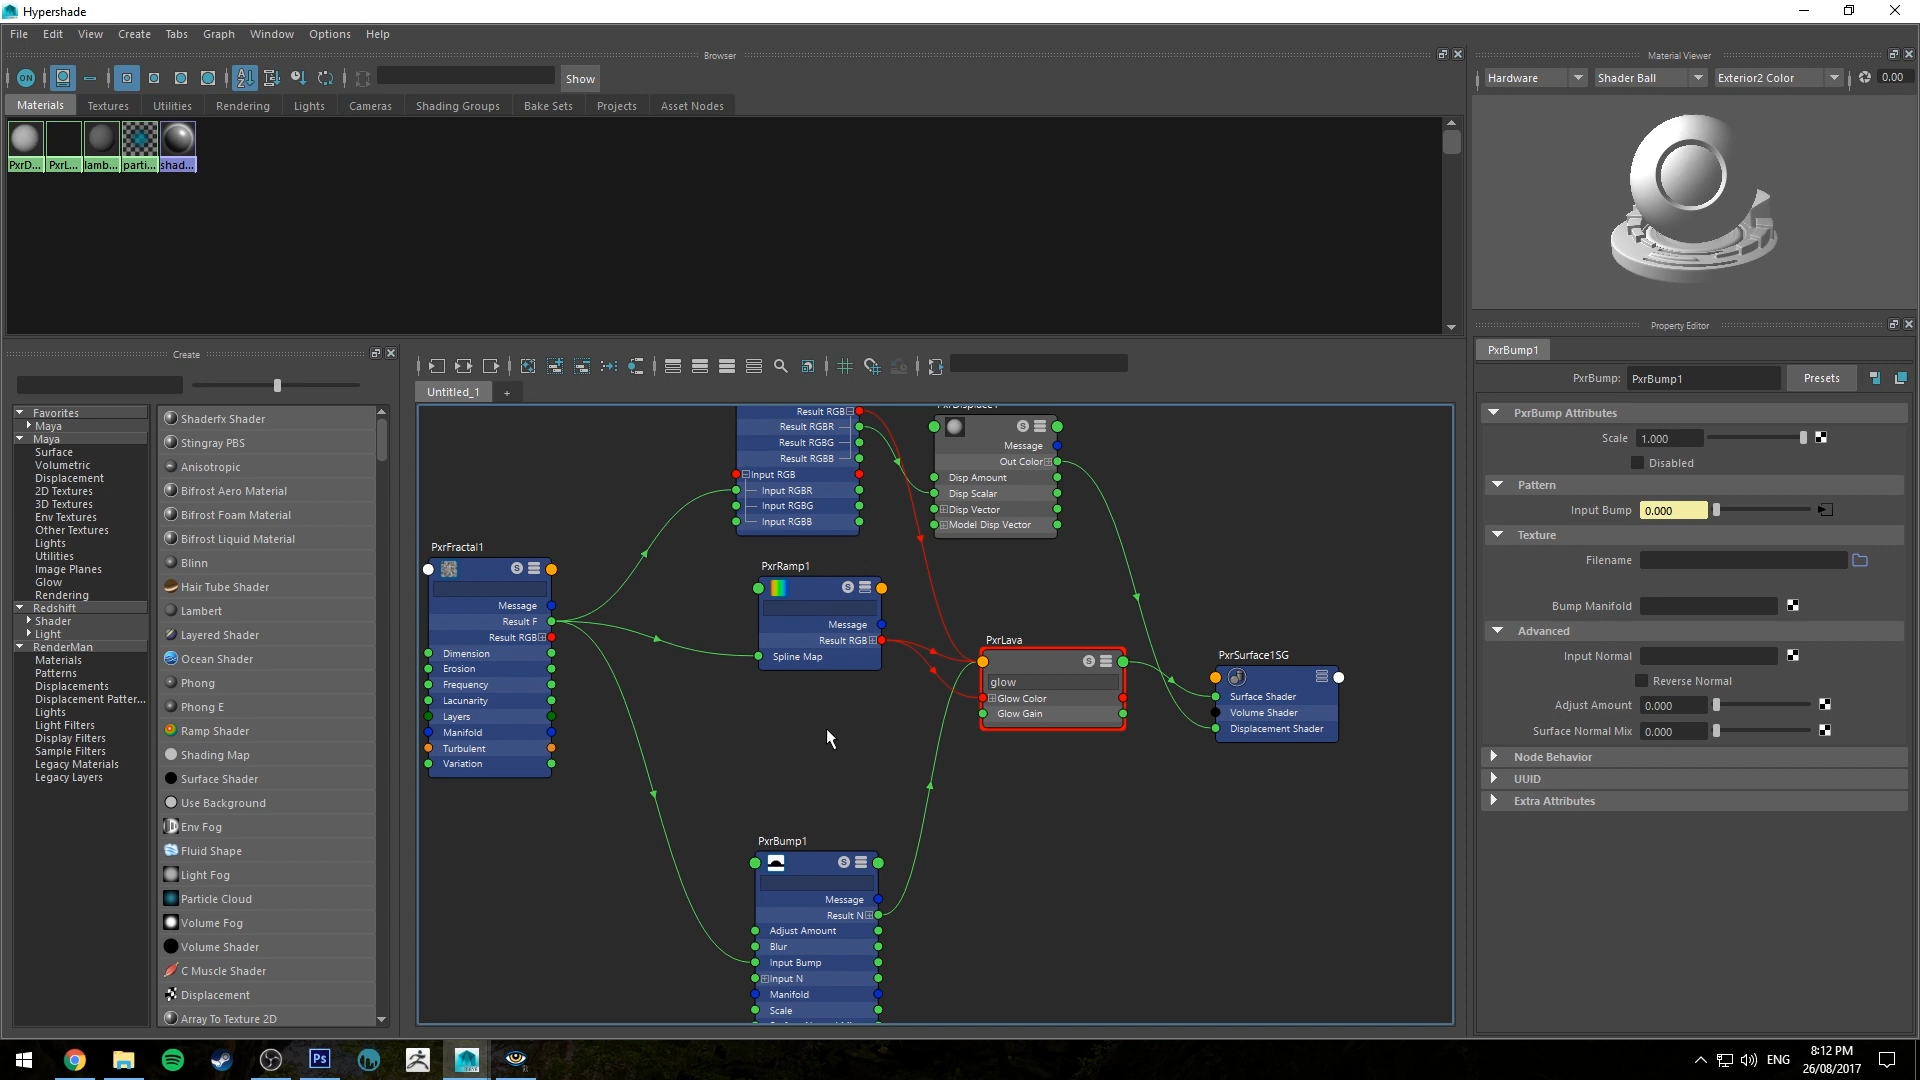 Hypershade
File Edit View Create Tabs Graph Window Options Help
Browser
ON
Show
Materials Textures Utilities Rendering Lights Cameras Shading Groups Bake Sets Projects Asset Nodes
PxrD... PxrL... lamb... parti... shad...
Material Viewer
Hardware Shader Ball Exterior2 Color 0.00
Create
Favorites
Maya
Maya
Surface
Volumetric
Displacement
2D Textures
3D Textures
Env Textures
Other Textures
Lights
Utilities
Image Planes
Glow
Rendering
Redshift
Shader
Light
RenderMan
Materials
Patterns
Displacements
Displacement Patter...
Lights
Light Filters
Display Filters
Sample Filters
Legacy Materials
Legacy Layers
Shaderfx Shader
Stingray PBS
Anisotropic
Bifrost Aero Material
Bifrost Foam Material
Bifrost Liquid Material
Blinn
Hair Tube Shader
Lambert
Layered Shader
Ocean Shader
Phong
Phong E
Ramp Shader
Shading Map
Surface Shader
Use Background
Env Fog
Fluid Shape
Light Fog
Particle Cloud
Volume Fog
Volume Shader
C Muscle Shader
Displacement
Array To Texture 2D
Untitled_1 +
Result RGB
Result RGBR
Result RGBG
Result RGBB
Input RGB
Input RGBR
Input RGBG
Input RGBB
PxrDisplace1
Message
Out Color
Disp Amount
Disp Scalar
Disp Vector
Model Disp Vector
PxrFractal1
Message
Result F
Result RGB
Dimension
Erosion
Frequency
Lacunarity
Layers
Manifold
Turbulent
Variation
PxrRamp1
Message
Result RGB
Spline Map
PxrLava
glow
Glow Color
Glow Gain
PxrSurface1SG
Surface Shader
Volume Shader
Displacement Shader
PxrBump1
Message
Result N
Adjust Amount
Blur
Input Bump
Input N
Manifold
Scale
Property Editor
PxrBump1
PxrBump: PxrBump1 Presets
PxrBump Attributes
Scale 1.000
Disabled
Pattern
Input Bump 0.000
Texture
Filename
Bump Manifold
Advanced
Input Normal
Reverse Normal
Adjust Amount 0.000
Surface Normal Mix 0.000
Node Behavior
UUID
Extra Attributes
Ps
ENG
8:12 PM
26/08/2017